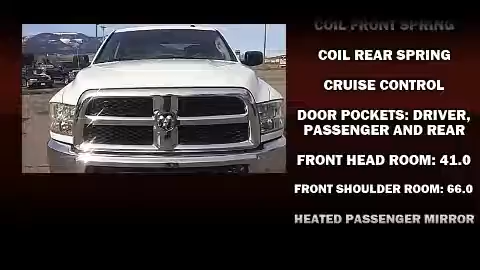 COIL FRONT SPRING
COIL REAR SPRING
CRUISE CONTROL
DOOR POCKETS: DRIVER,
PASSENGER AND REAR
FRONT HEAD ROOM: 41.0
FRONT SHOULDER ROOM: 66.0
HEATED PASSENGER MIRROR